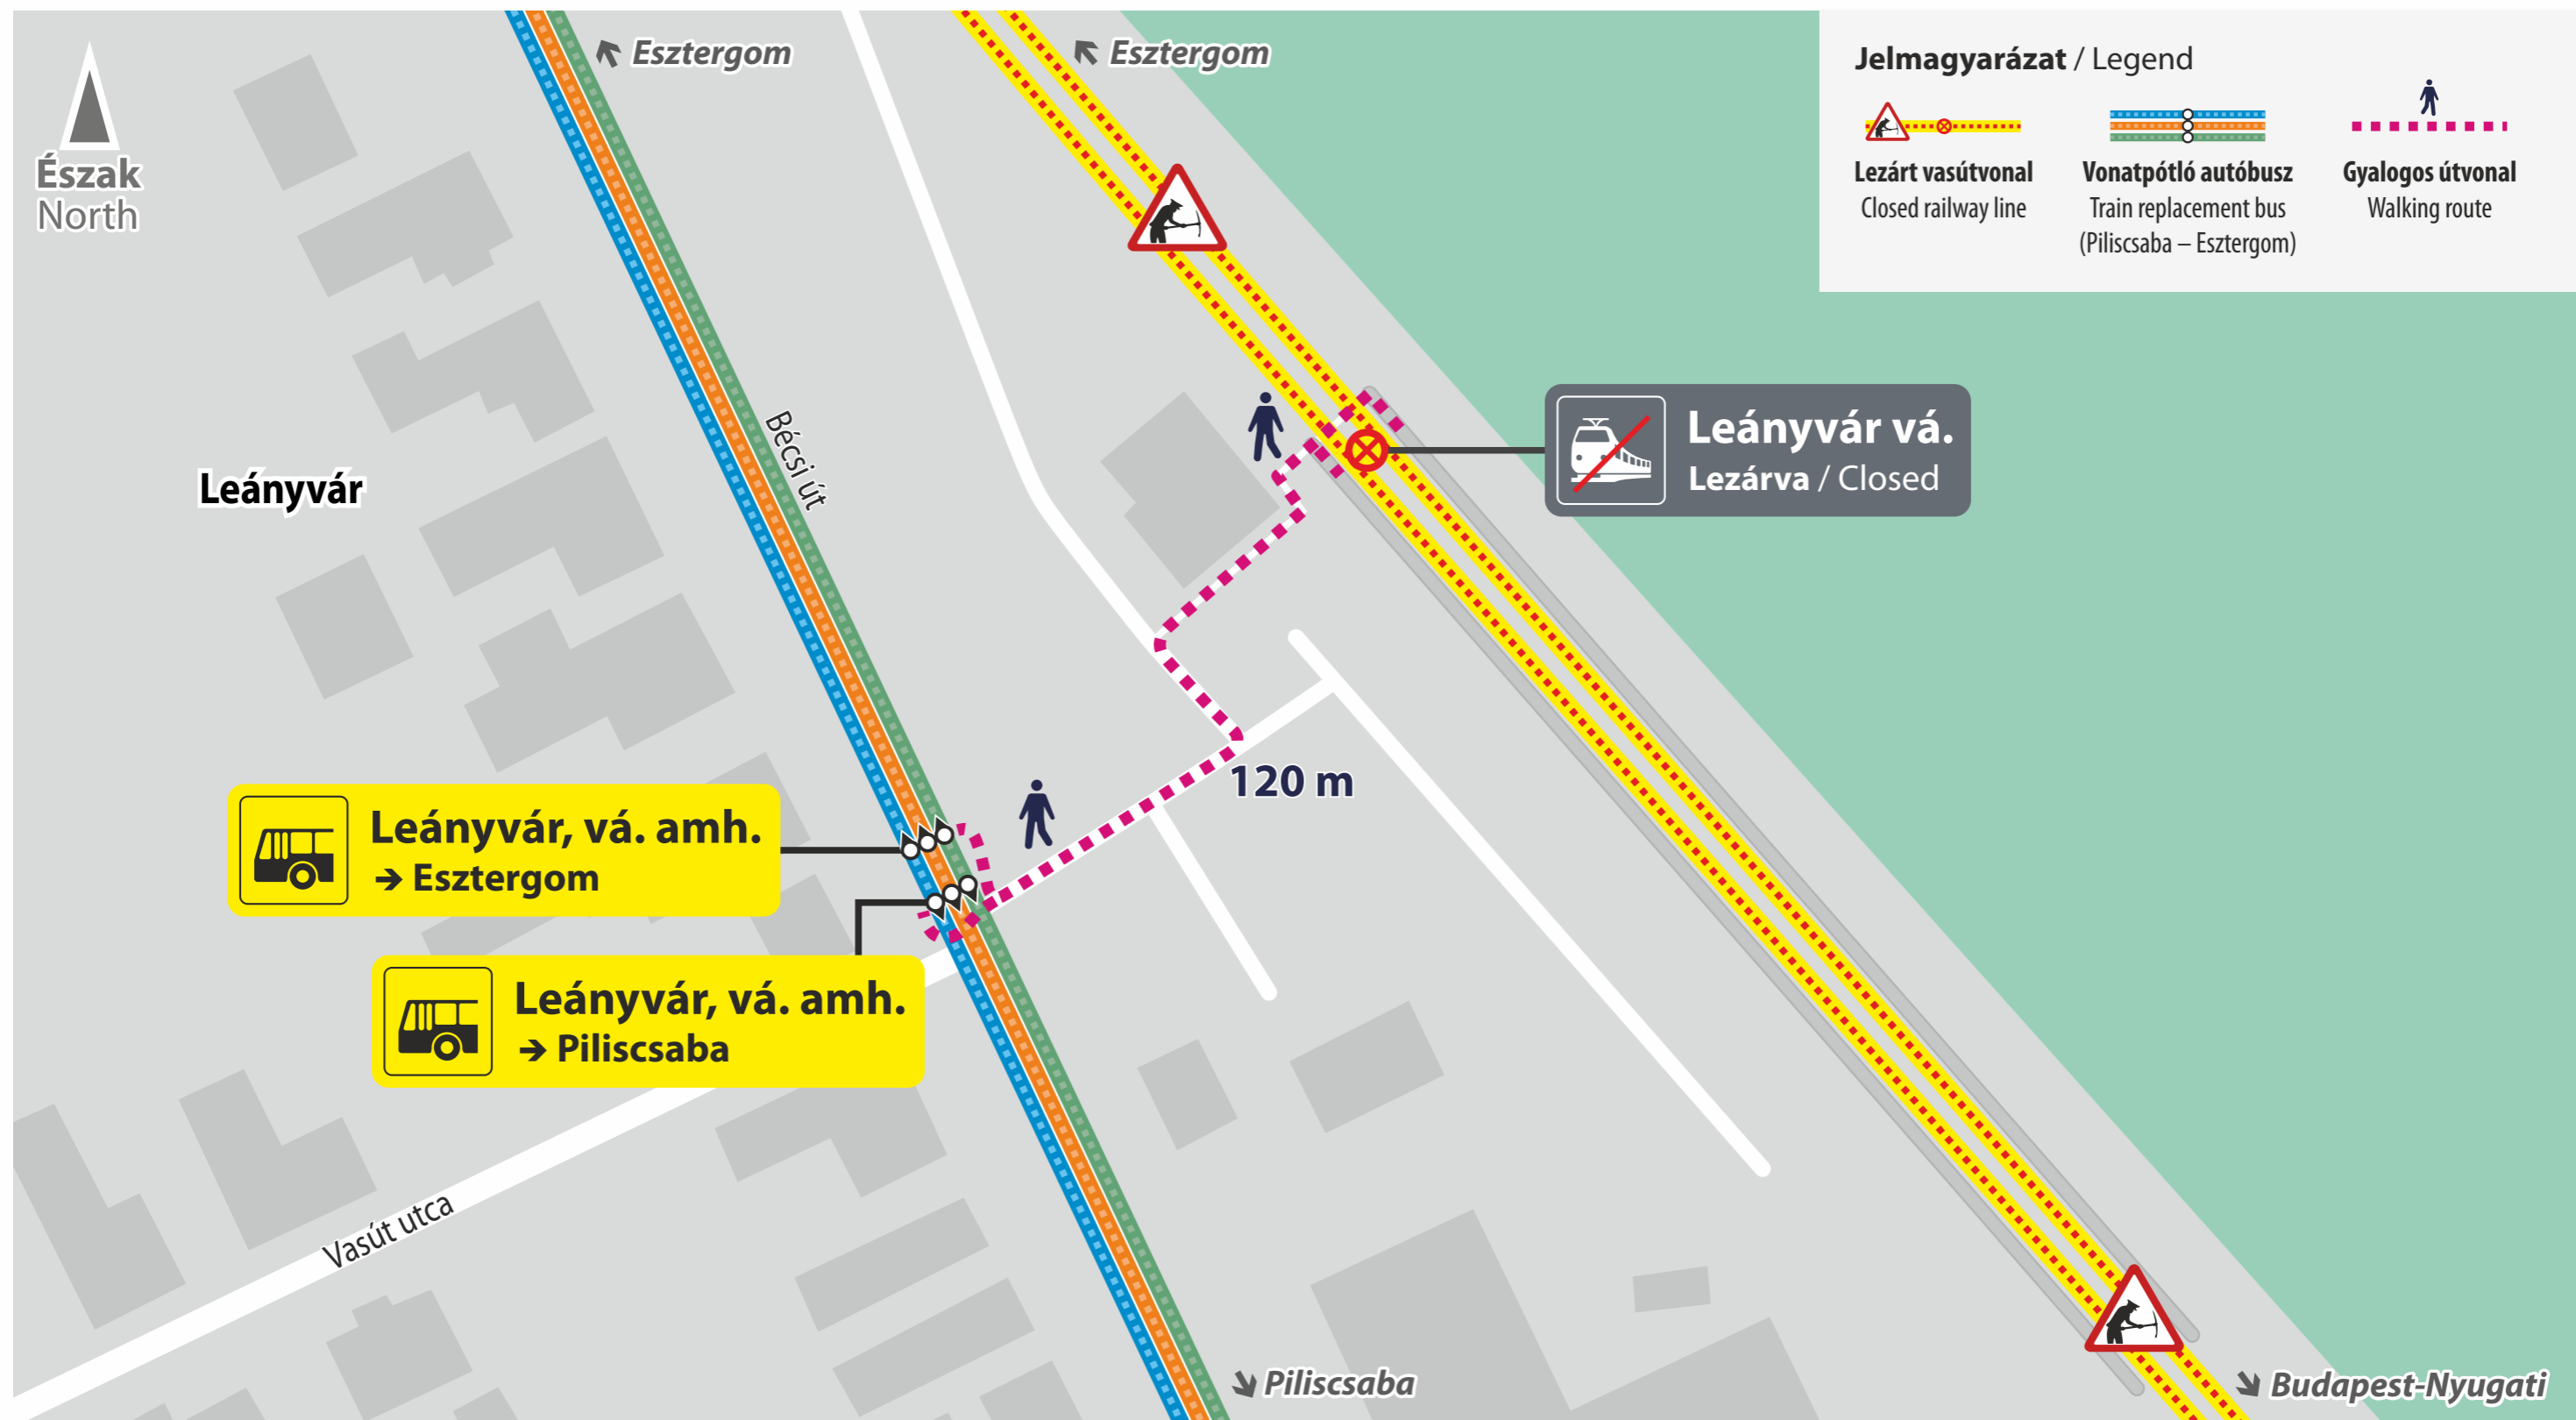 Észak
North
Esztergom
Esztergom
Jelmagyarázat / Legend
Lezárt vasútvonal
Closed railway line
Vonatpótló autóbusz
Train replacement bus
(Piliscsaba – Esztergom)
Gyalogos útvonal
Walking route
Leányvár
Bécsi út
Leányvár vá.
Lezárva / Closed
120 m
Leányvár, vá. amh.
➔ Esztergom
Leányvár, vá. amh.
➔ Piliscsaba
Vasút utca
Piliscsaba
Budapest-Nyugati